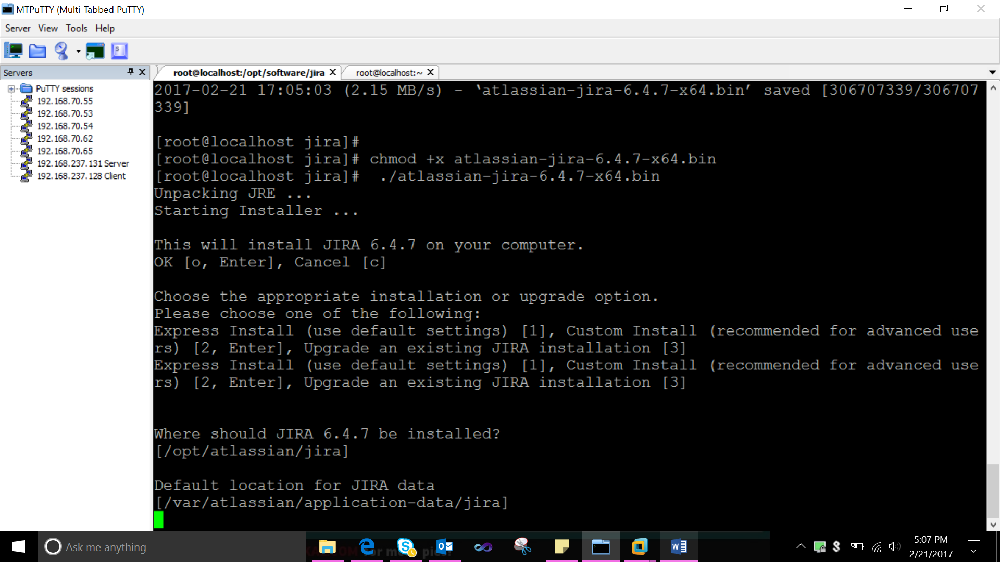 MTPuTTY (Multi-Tabbed PuTTY)
Server View Tools Help
Servers
PuTTY sessions
192.168.70.55
192.168.70.53
192.168.70.54
192.168.70.62
192.168.70.65
192.168.237.131 Server
192.168.237.128 Client
root@localhost:/opt/software/jira
root@localhost:~
2017-02-21 17:05:03 (2.15 MB/s) - ‘atlassian-jira-6.4.7-x64.bin’ saved [306707339/306707
339]
[root@localhost jira]#
[root@localhost jira]# chmod +x atlassian-jira-6.4.7-x64.bin
[root@localhost jira]#  ./atlassian-jira-6.4.7-x64.bin
Unpacking JRE ...
Starting Installer ...
This will install JIRA 6.4.7 on your computer.
OK [o, Enter], Cancel [c]
Choose the appropriate installation or upgrade option.
Please choose one of the following:
Express Install (use default settings) [1], Custom Install (recommended for advanced use
rs) [2, Enter], Upgrade an existing JIRA installation [3]
Express Install (use default settings) [1], Custom Install (recommended for advanced use
rs) [2, Enter], Upgrade an existing JIRA installation [3]
Where should JIRA 6.4.7 be installed?
[/opt/atlassian/jira]
Default location for JIRA data
[/var/atlassian/application-data/jira]
Ask me anything
5:07 PM
2/21/2017